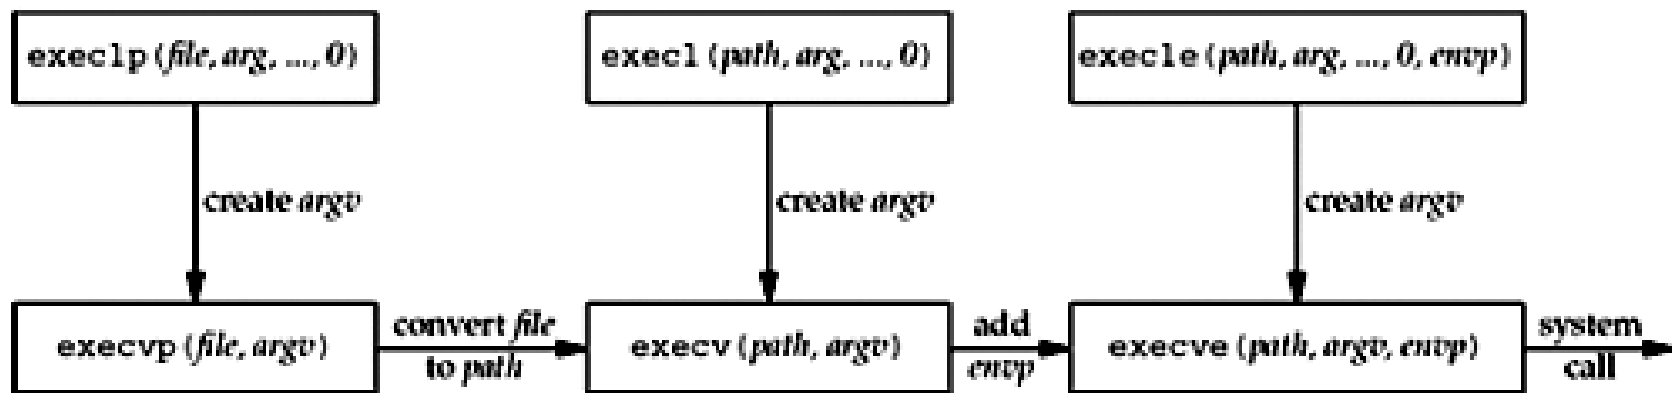 execlp(file, arg, ..., 0)
execl(path, arg, ..., 0)
execle(path, arg, ..., 0, envp)
create argv
create argv
create argv
execvp(file, argv)
convert file
to path
execv(path, argv)
add
envp
execve(path, argv, envp)
system
call